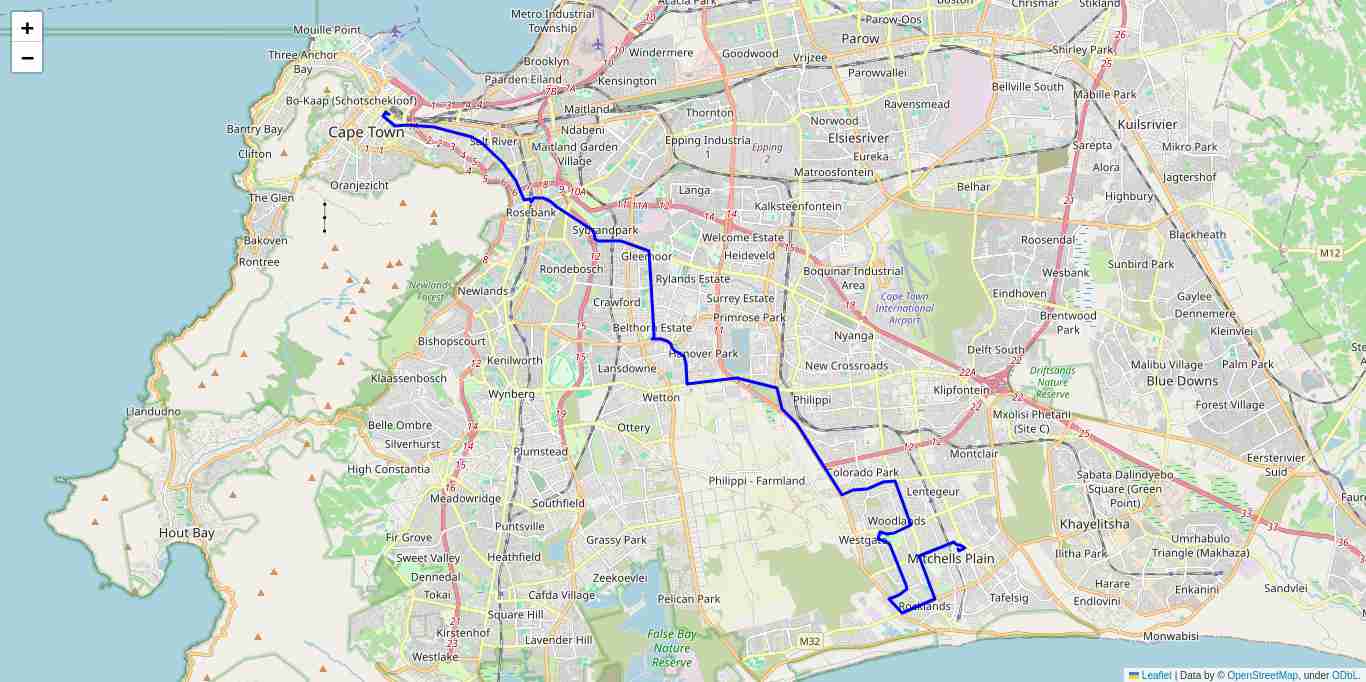 +
−
Mouille Point
Three Anchor
Bay
Bo-Kaap (Schotschekloof)
Bantry Bay
Cape Town
Clifton
Oranjezicht
The Glen
Bakoven
Rontree
Metro Industrial
Township
Acacia Park
Brooklyn
Paarden Eiland
Windermere
Kensington
Goodwood
Vrijzee
Parow-Oos
Parow
Parowvallei
Chrismar
Stikland
Shirley Park
Bellville South
Mabille Park
Maitland
Ndabeni
Maitland Garden
Village
Salt River
Thornton
Epping Industria
1
Epping
2
Norwood
Elsiesriver
Ravensmead
Eureka
Matroosfontein
Kuilsrivier
Sarepta
Mikro Park
Alora
Jagtershof
Highbury
Belhar
Langa
Kalksteenfontein
Rosebank
Sybrandpark
Welcome Estate
Gleemoor
Heideveld
Rondebosch
Rylands Estate
Boquinar Industrial
Area
Roosendal
Blackheath
Wesbank
Sunbird Park
M12
Newlands
Forest
Newlands
Crawford
Surrey Estate
Cape Town
International
Airport
Eindhoven
Gaylee
Dennemere
Primrose Park
Brentwood
Park
Kleinvlei
Belthorn Estate
Bishopscourt
Nyanga
Kenilworth
Hanover Park
Delft South
Malibu Village
Palm Park
Lansdowne
New Crossroads
Driftsands
Nature
Reserve
Blue Downs
Klaassenbosch
Klipfontein
Wynberg
Wetton
Philippi
Forest Village
Llandudno
Mxolisi Phetani
(Site C)
Belle Ombre
Ottery
Silverhurst
Plumstead
Montclair
Eersterivier
Suid
High Constantia
Colorado Park
Philippi - Farmland
Sabata Dalindyebo
Square (Green
Point)
Meadowridge
Southfield
Lentegeur
Hout Bay
Puntsville
Woodlands
Khayelitsha
Fir Grove
Grassy Park
Westgate
Umrhabulo
Triangle (Makhaza)
Sweet Valley
Heathfield
Mitchells Plain
Ilitha Park
Dennedal
Zeekoevlei
Harare
Enkanini
Sandvlei
Tokai
Cafda Village
Pelican Park
Rocklands
Tafelsig
Endlovini
Square Hill
Kirstenhof
Lavender Hill
False Bay
Nature
Reserve
M32
Monwabisi
Westlake
Leaflet | Data by © OpenStreetMap, under ODbL.